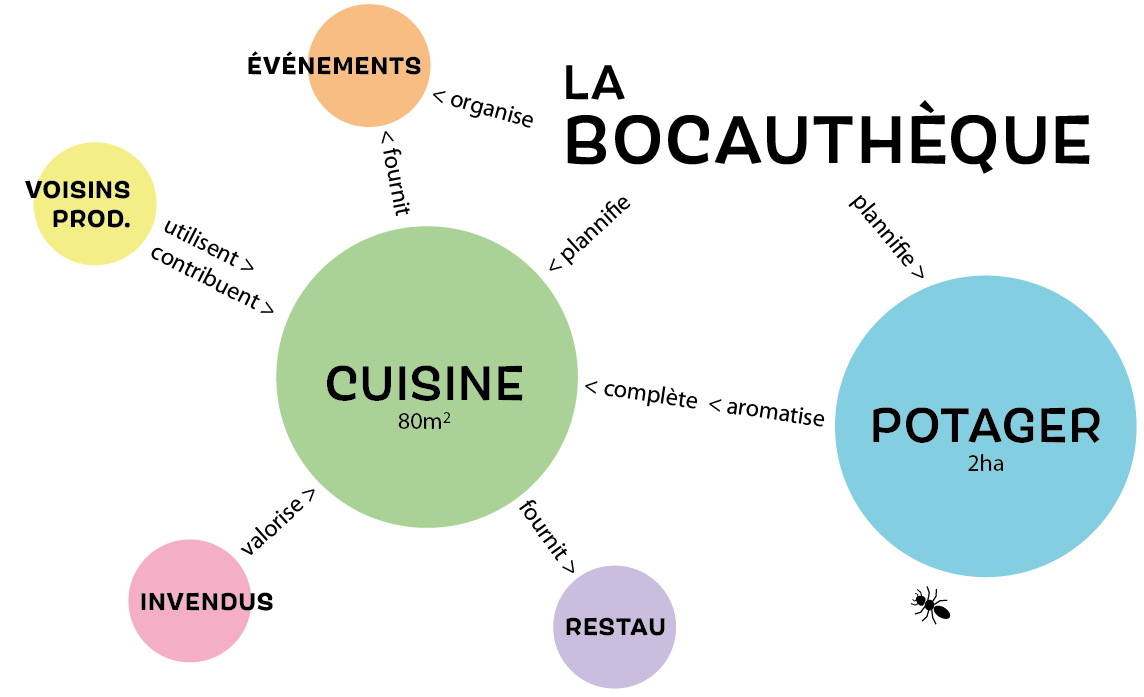 ÉVÉNEMENTS
< organise
LA
BOCAUTHÈQUE
< fournit
VOISINS
PROD.
utilisent >
contribuent >
< plannifie
plannifie >
CUISINE
80m²
< complète < aromatise
POTAGER
2ha
valorise >
fournit >
INVENDUS
RESTAU